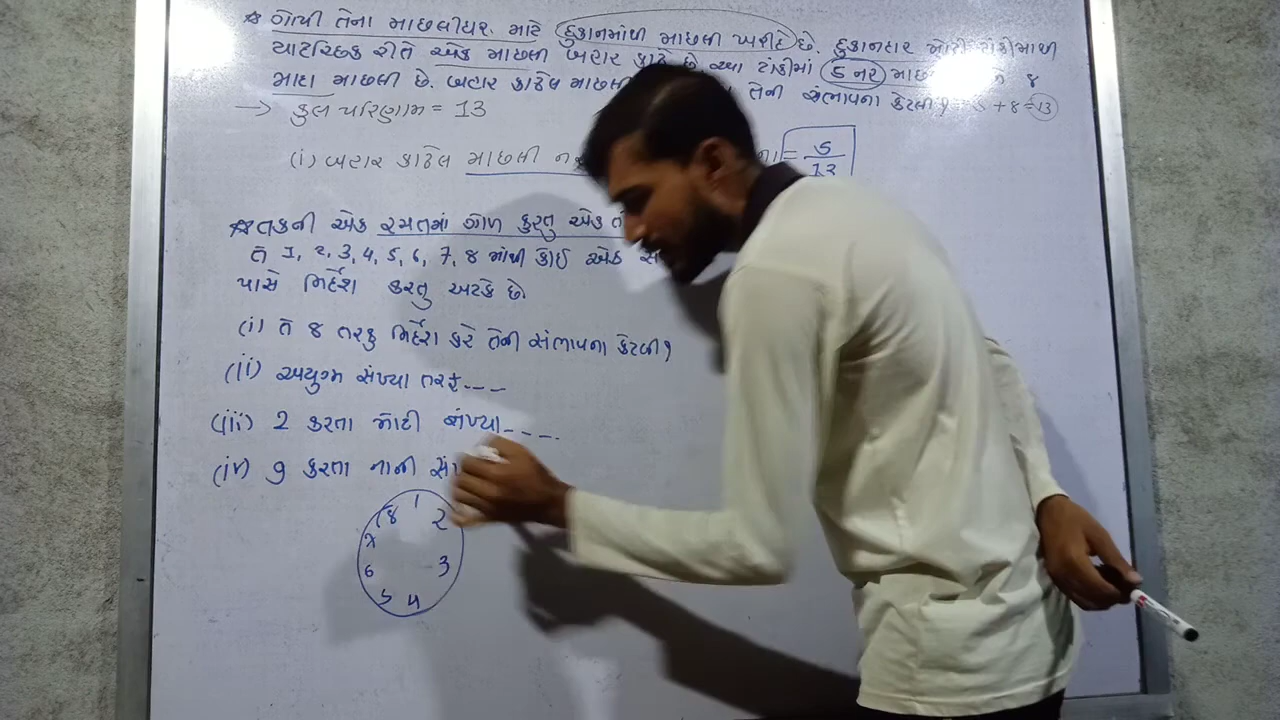 * ગોપી તેના માછલીઘર માટે દુકાનમાંથી માછલી ખરીદે છે. દુકાનદાર
યાદચ્છિક રીતે એક માછલી બહાર કાઢે છે આ ટાંકીમાં 5 નર 8
માદા માછલી છે. બહાર કાઢેલ તેની સંભાવના કેટલી? 5 + 8 = 13
→ કુલ પરિણામ = 13
(i) બહાર કાઢેલ માછલી = 5/13
* તકની એક રમતમાં ગોળ ફરતુ એક
તે 1, 2, 3, 4, 5, 6, 7, 8 માંથી કોઈ એક
પાસે નિર્દેશ કરતુ અટકે છે.
(i) તે 8 તરફ નિર્દેશ કરે તેની સંભાવના કેટલી?
(ii) અયુગ્મ સંખ્યા તરફ----
(iii) 2 કરતા મોટી સંખ્યા----
(iv) 9 કરતા નાની
8 1 2
7
6 3
5 4